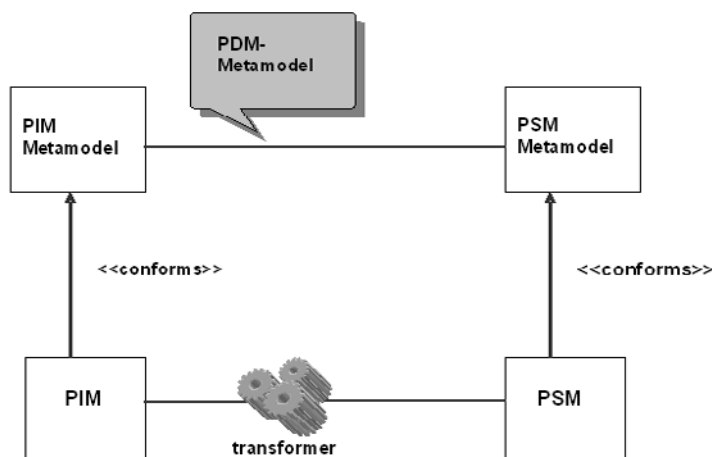 PDM-
Metamodel
PIM
Metamodel
PSM
Metamodel
<<conforms>>
<<conforms>>
PIM
PSM
transformer